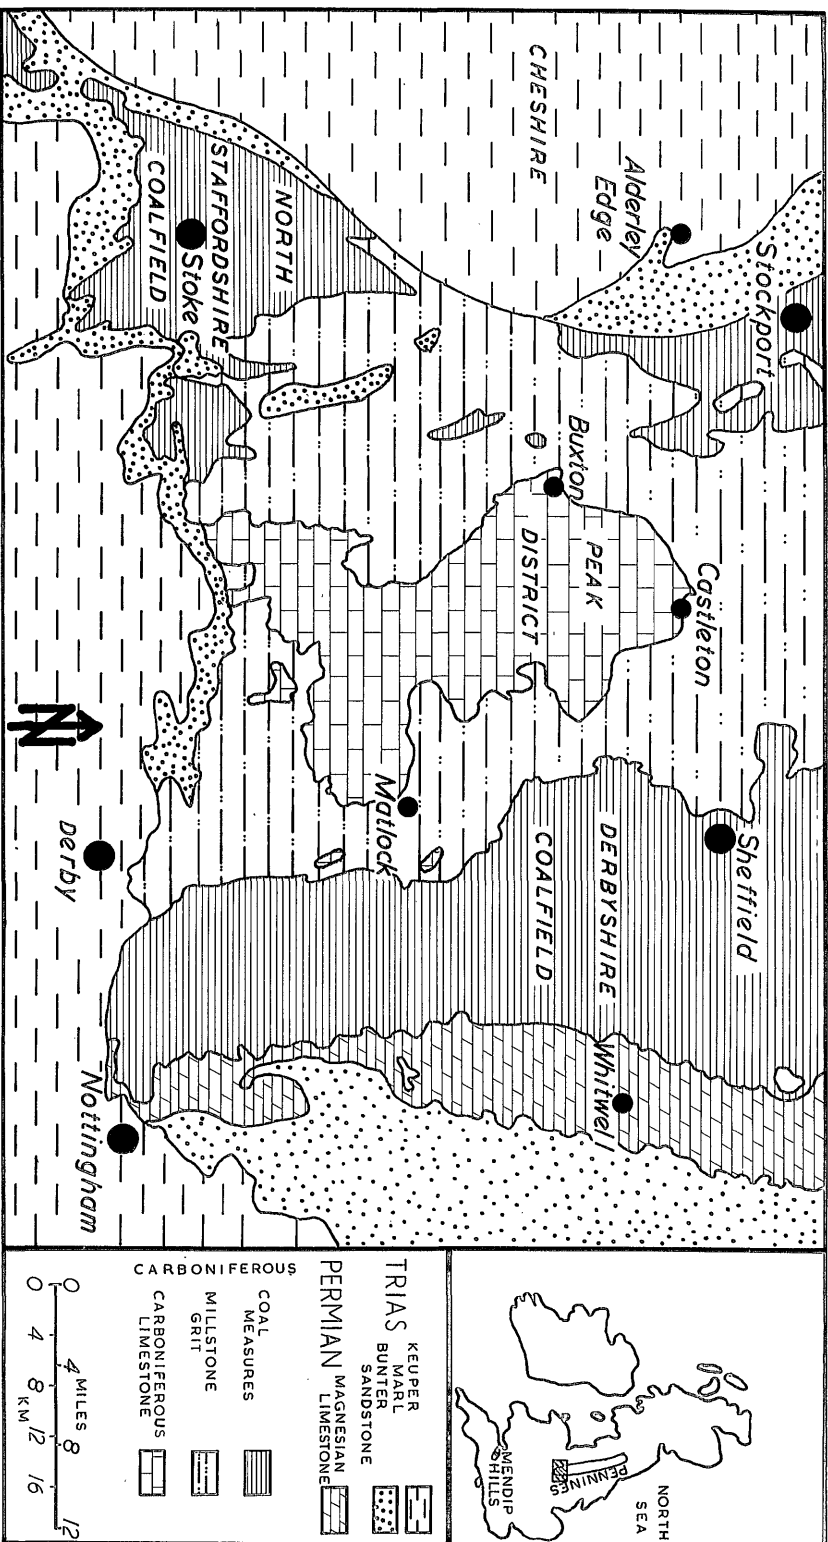 CHESHIRE
Alderley
Edge
Stockport
NORTH
STAFFORDSHIRE
COALFIELD
Stoke
Buxton
PEAK
DISTRICT
Castleton
Matlock
Sheffield
DERBYSHIRE
COALFIELD
Whitwell
N
Derby
Nottingham
NORTH
SEA
PENNINES
MENDIP
HILLS
TRIAS
KEUPER
MARL
BUNTER
SANDSTONE
PERMIAN
MAGNESIAN
LIMESTONE
CARBONIFEROUS
COAL
MEASURES
MILLSTONE
GRIT
CARBONIFEROUS
LIMESTONE
0 4 MILES 8 12
0 4 8 KM 12 16